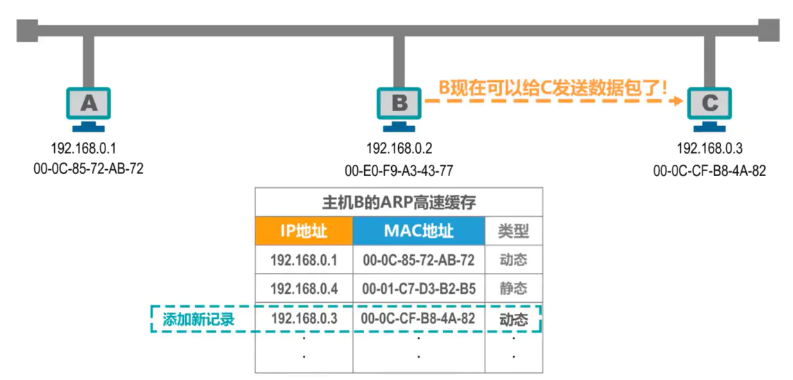 A
B
B现在可以给C发送数据包了!
C
192.168.0.1
00-0C-85-72-AB-72
192.168.0.2
00-E0-F9-A3-43-77
192.168.0.3
00-0C-CF-B8-4A-82
主机B的ARP高速缓存
IP地址 MAC地址 类型
192.168.0.1 00-0C-85-72-AB-72 动态
192.168.0.4 00-01-C7-D3-B2-B5 静态
添加新记录 192.168.0.3 00-0C-CF-B8-4A-82 动态